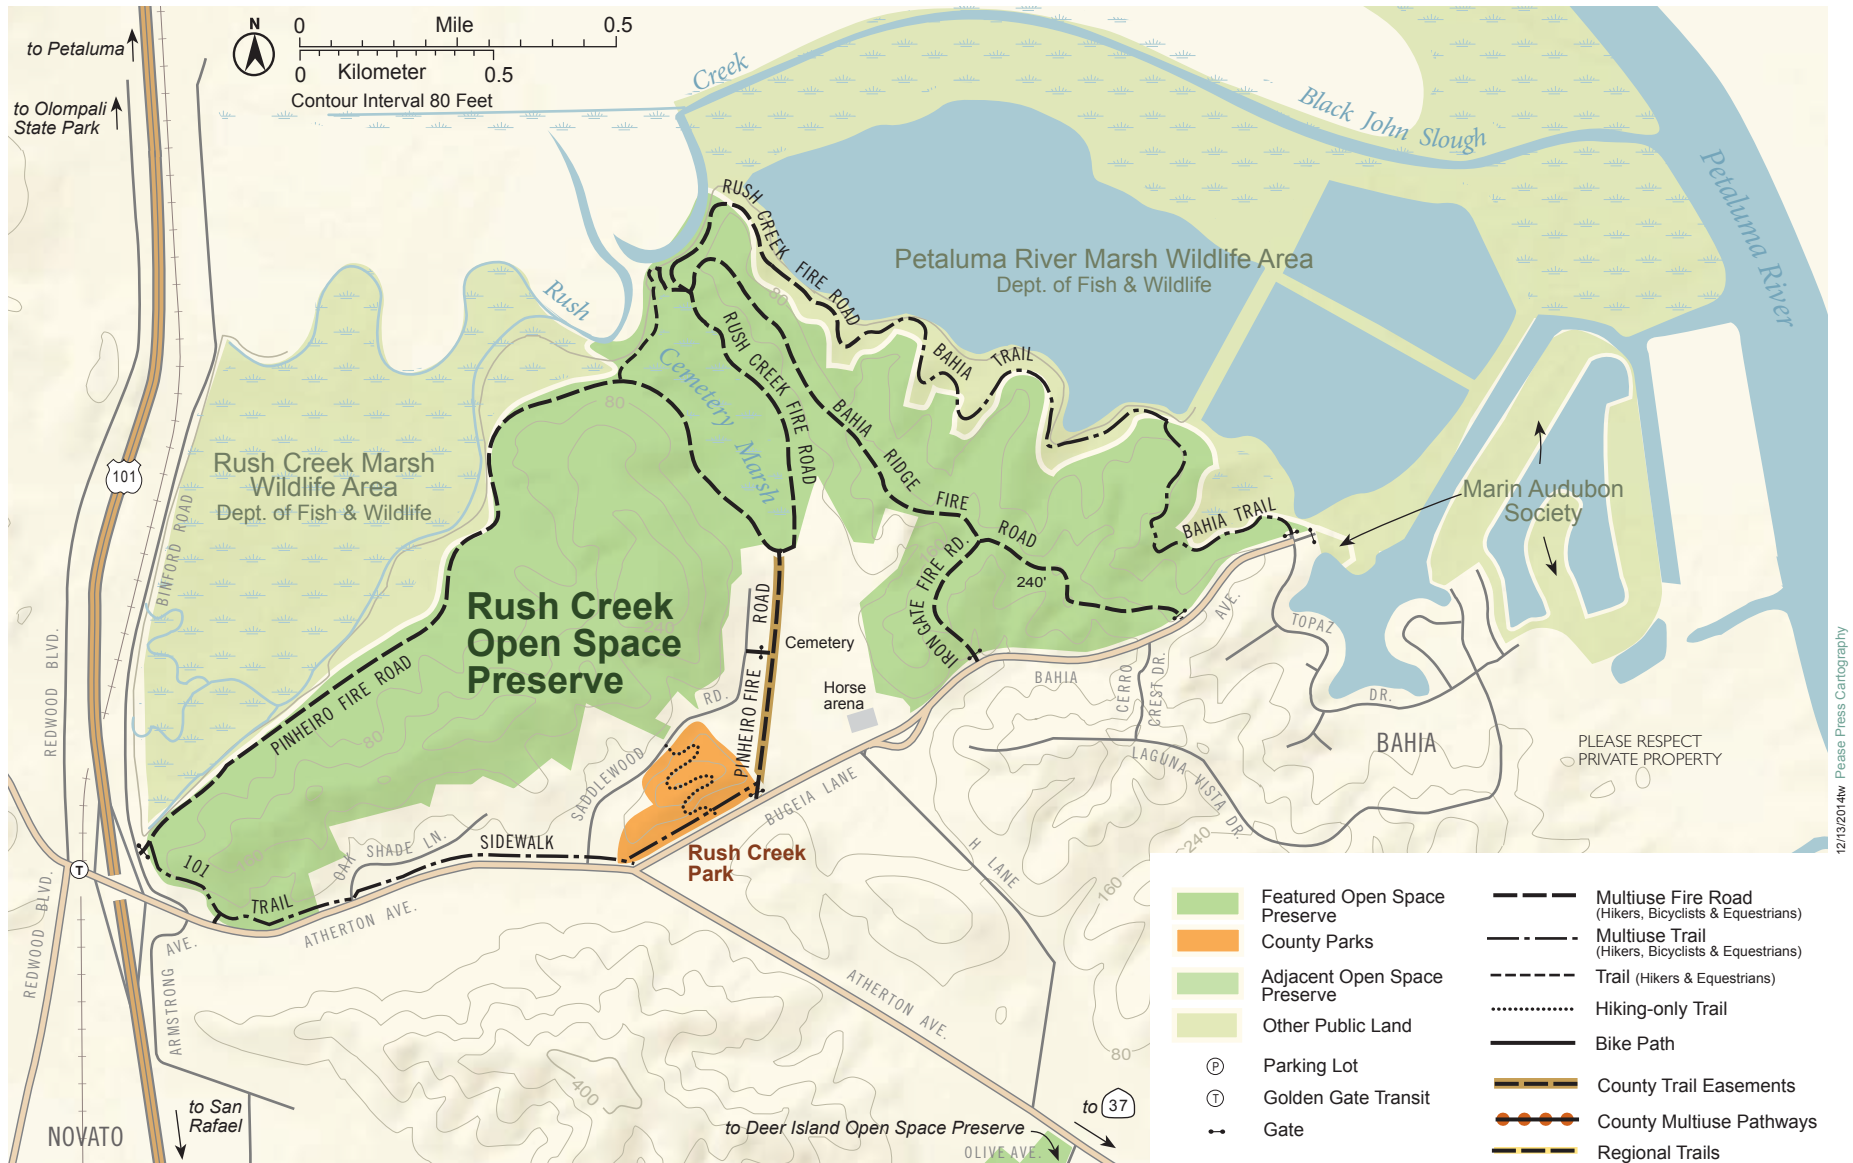 to Petaluma
to Olompali
State Park
N
0 Mile 0.5
0 Kilometer 0.5
Contour Interval 80 Feet
Creek
Black John Slough
Petaluma River
RUSH CREEK FIRE ROAD
Petaluma River Marsh Wildlife Area
Dept. of Fish & Wildlife
Rush
80
BAHIA TRAIL
RUSH CREEK FIRE ROAD
Cemetery Marsh
80
BAHIA RIDGE FIRE ROAD
101
Rush Creek Marsh
Wildlife Area
Dept. of Fish & Wildlife
BINFORD ROAD
Marin Audubon
Society
BAHIA TRAIL
160
240'
IRON GATE FIRE RD.
Rush Creek
Open Space
Preserve
PINHEIRO FIRE ROAD
REDWOOD BLVD.
80
PINHEIRO FIRE ROAD
Cemetery
Horse
arena
SADDLEWOOD RD.
BAHIA AVE.
TOPAZ DR.
CERRO CREST DR.
BAHIA
LAGUNA VISTA DR.
PLEASE RESPECT
PRIVATE PROPERTY
12/13/2014tw Pease Press Cartography
BUGEIA LANE
H LANE
240
160
80
Rush Creek
Park
SIDEWALK
OAK SHADE LN.
160
101 TRAIL
T
REDWOOD BLVD.
ATHERTON AVE.
AVE.
ARMSTRONG
ATHERTON AVE.
400
to San
Rafael
NOVATO
to 37
to Deer Island Open Space Preserve
OLIVE AVE.
Featured Open Space
Preserve
County Parks
Adjacent Open Space
Preserve
Other Public Land
P Parking Lot
T Golden Gate Transit
Gate
Multiuse Fire Road
(Hikers, Bicyclists & Equestrians)
Multiuse Trail
(Hikers, Bicyclists & Equestrians)
Trail (Hikers & Equestrians)
Hiking-only Trail
Bike Path
County Trail Easements
County Multiuse Pathways
Regional Trails